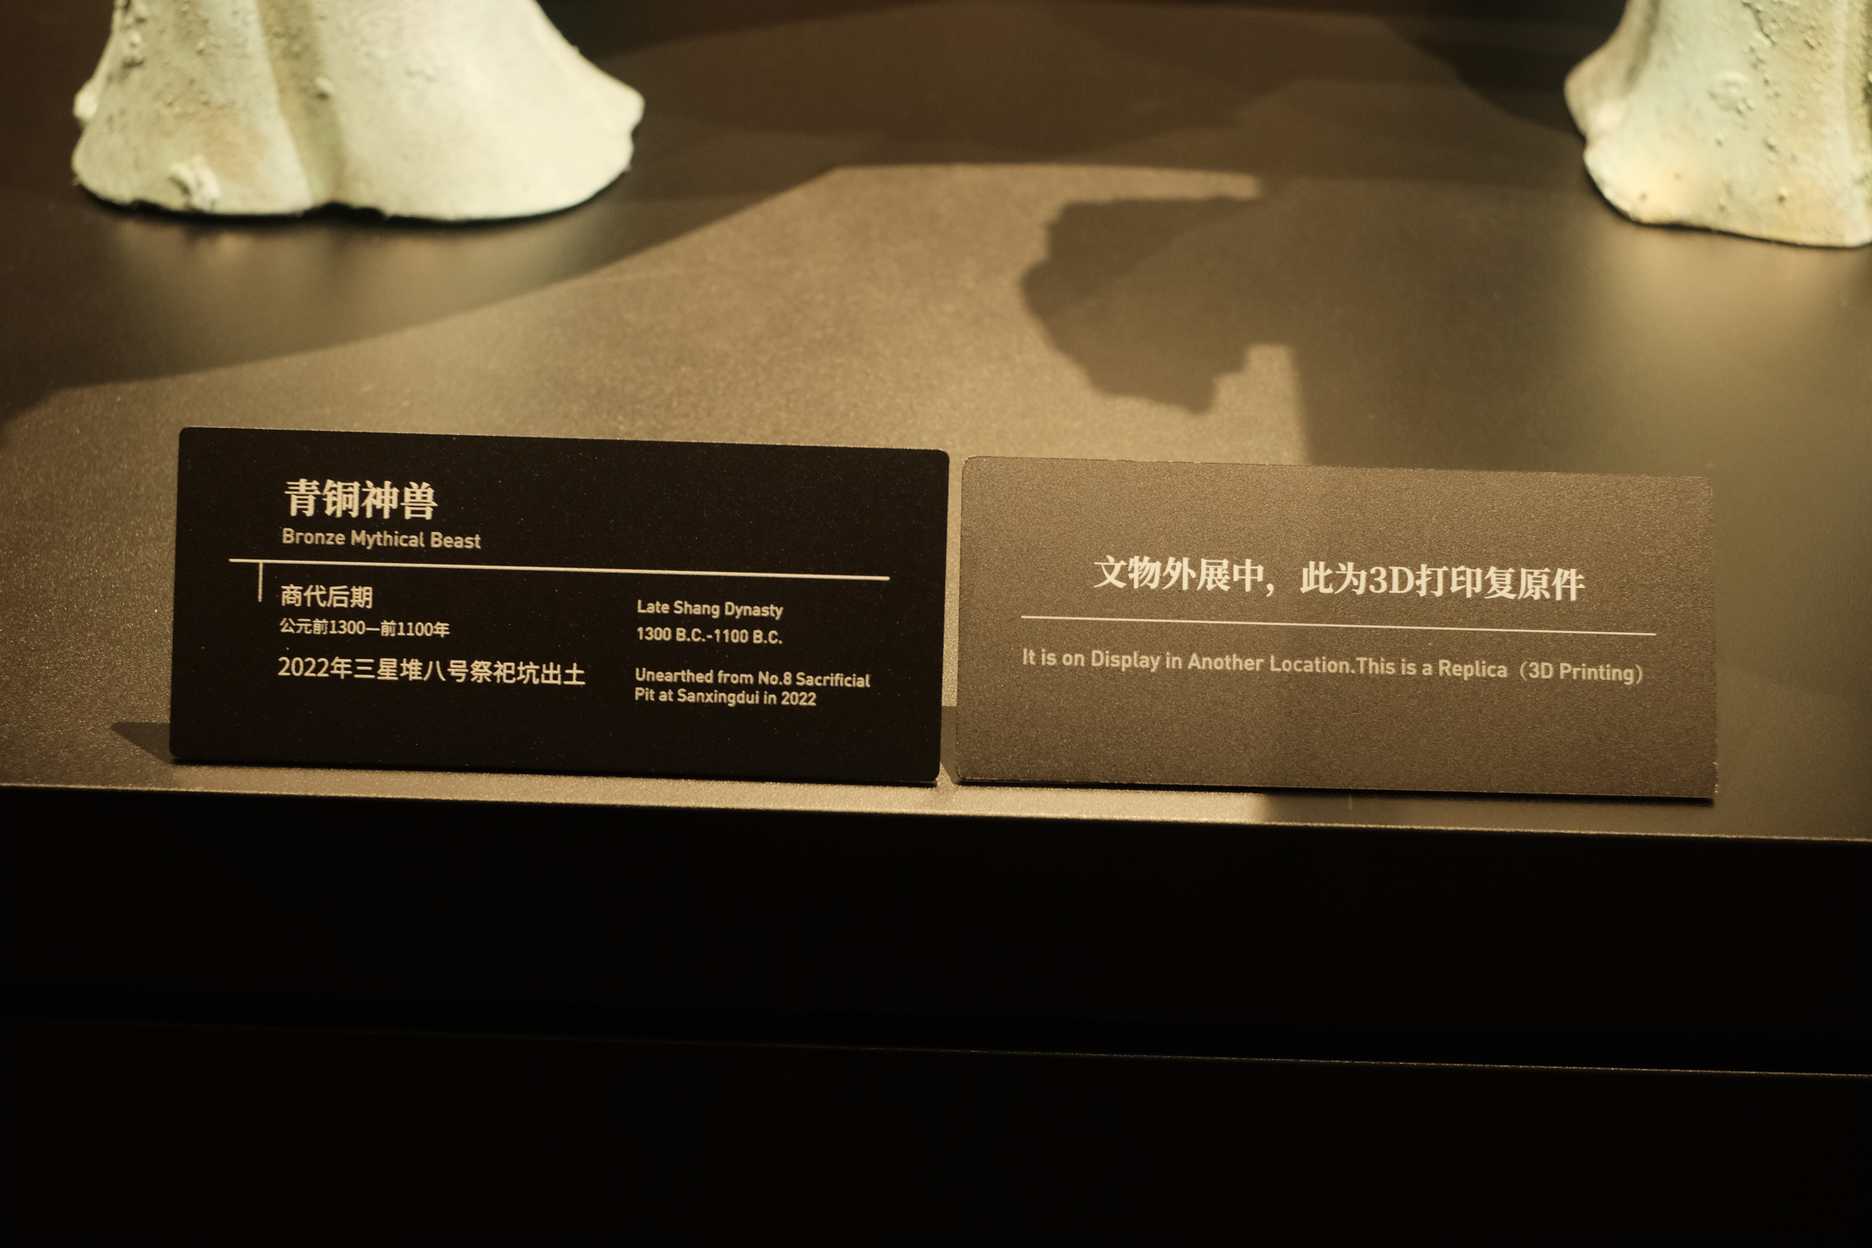 青铜神兽
Bronze Mythical Beast
商代后期
公元前1300—前1100年
2022年三星堆八号祭祀坑出土
Late Shang Dynasty
1300 B.C.-1100 B.C.
Unearthed from No.8 Sacrificial
Pit at Sanxingdui in 2022
文物外展中，此为3D打印复原件
It is on Display in Another Location.This is a Replica（3D Printing）